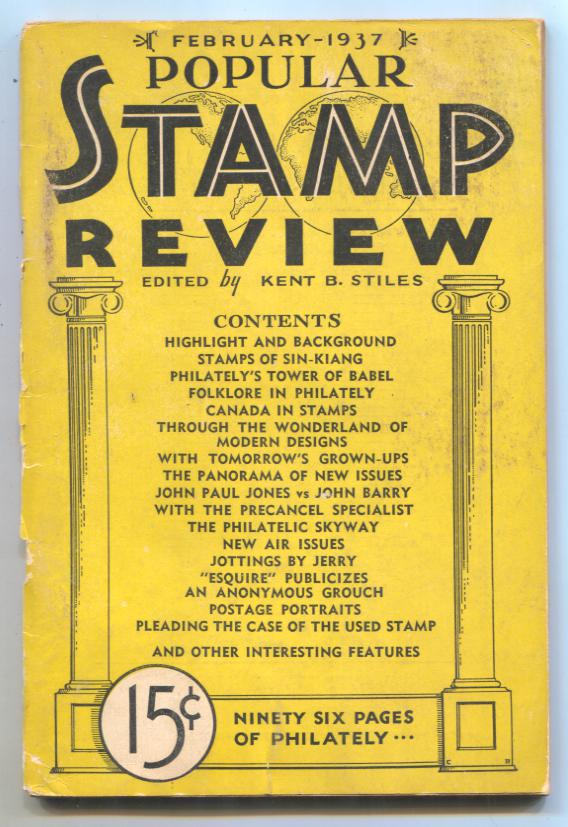 FEBRUARY-1937
POPULAR
STAMP
REVIEW
EDITED by KENT B. STILES
CONTENTS
HIGHLIGHT AND BACKGROUND
STAMPS OF SIN-KIANG
PHILATELY'S TOWER OF BABEL
FOLKLORE IN PHILATELY
CANADA IN STAMPS
THROUGH THE WONDERLAND OF
MODERN DESIGNS
WITH TOMORROW'S GROWN-UPS
THE PANORAMA OF NEW ISSUES
JOHN PAUL JONES vs JOHN BARRY
WITH THE PRECANCEL SPECIALIST
THE PHILATELIC SKYWAY
NEW AIR ISSUES
JOTTINGS BY JERRY
"ESQUIRE" PUBLICIZES
AN ANONYMOUS GROUCH
POSTAGE PORTRAITS
PLEADING THE CASE OF THE USED STAMP
AND OTHER INTERESTING FEATURES
15¢
NINETY SIX PAGES
OF PHILATELY...